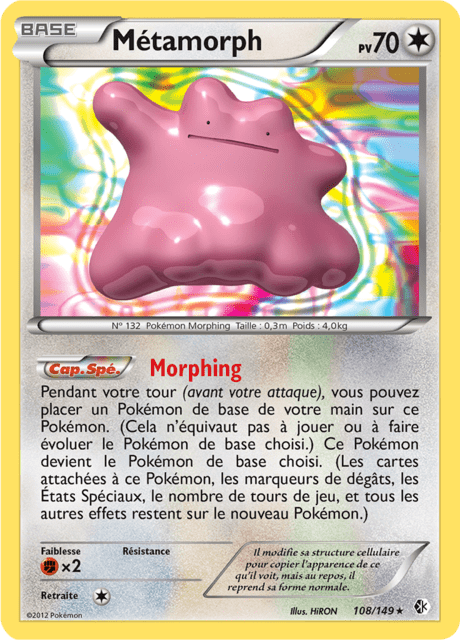 BASE Métamorph PV70
N° 132 Pokémon Morphing Taille : 0,3m Poids : 4,0kg
Cap. Spé. Morphing
Pendant votre tour (avant votre attaque), vous pouvez
placer un Pokémon de base de votre main sur ce
Pokémon. (Cela n'équivaut pas à jouer ou à faire
évoluer le Pokémon de base choisi.) Ce Pokémon
devient le Pokémon de base choisi. (Les cartes
attachées à ce Pokémon, les marqueurs de dégâts, les
États Spéciaux, le nombre de tours de jeu, et tous les
autres effets restent sur le nouveau Pokémon.)
Faiblesse Résistance
×2
Retraite
Il modifie sa structure cellulaire
pour copier l'apparence de ce
qu'il voit, mais au repos, il
reprend sa forme normale.
©2012 Pokémon Illus. HiRON 108/149 ★